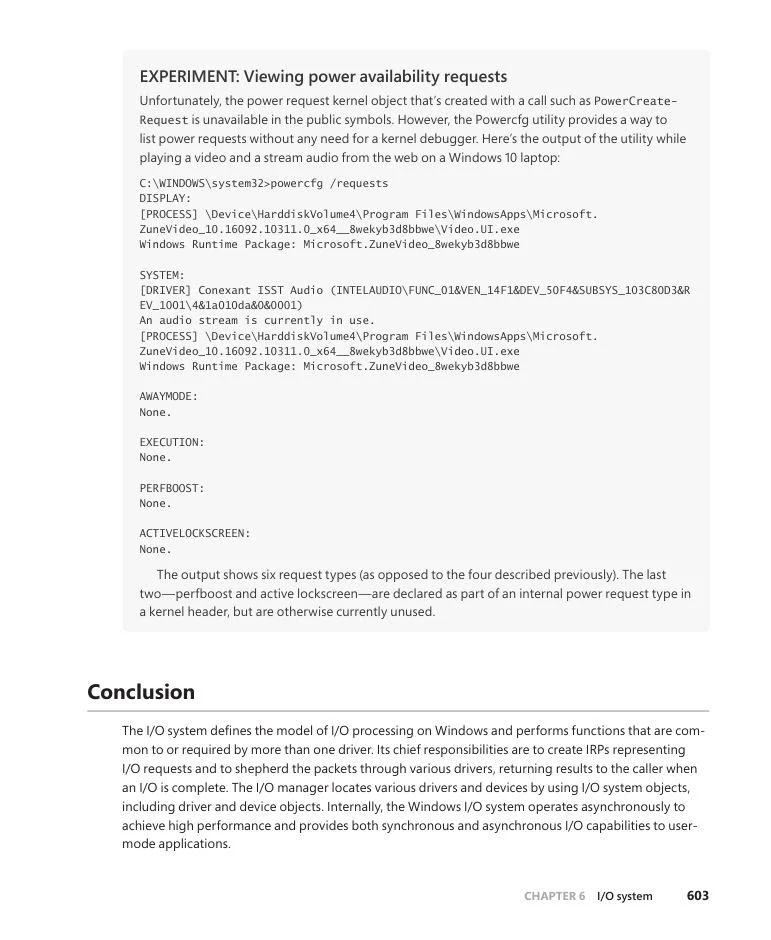 EXPERIMENT: Viewing power availability requests
Unfortunately, the power request kernel object that's created with a call such as PowerCreate-
Request is unavailable in the public symbols. However, the Powercfg utility provides a way to
list power requests without any need for a kernel debugger. Here's the output of the utility while
playing a video and a stream audio from the web on a Windows 10 laptop:
C:\WINDOWS\system32>powercfg /requests
DISPLAY:
[PROCESS] \Device\HarddiskVolume4\Program Files\WindowsApps\Microsoft.
ZuneVideo_10.16092.10311.0_x64__8wekyb3d8bbwe\Video.UI.exe
Windows Runtime Package: Microsoft.ZuneVideo_8wekyb3d8bbwe
SYSTEM:
[DRIVER] Conexant ISST Audio (INTELAUDIO\FUNC_01&VEN_14F1&DEV_50F4&SUBSYS_103C80D3&R
EV_1001\4&1a010da&0&0001)
An audio stream is currently in use.
[PROCESS] \Device\HarddiskVolume4\Program Files\WindowsApps\Microsoft.
ZuneVideo_10.16092.10311.0_x64__8wekyb3d8bbwe\Video.UI.exe
Windows Runtime Package: Microsoft.ZuneVideo_8wekyb3d8bbwe
AWAYMODE:
None.
EXECUTION:
None.
PERFBOOST:
None.
ACTIVELOCKSCREEN:
None.
The output shows six request types (as opposed to the four described previously). The last
two—perfboost and active lockscreen—are declared as part of an internal power request type in
a kernel header, but are otherwise currently unused.
Conclusion
The I/O system defines the model of I/O processing on Windows and performs functions that are com-
mon to or required by more than one driver. Its chief responsibilities are to create IRPs representing
I/O requests and to shepherd the packets through various drivers, returning results to the caller when
an I/O is complete. The I/O manager locates various drivers and devices by using I/O system objects,
including driver and device objects. Internally, the Windows I/O system operates asynchronously to
achieve high performance and provides both synchronous and asynchronous I/O capabilities to user-
mode applications.
CHAPTER 6 I/O system 603